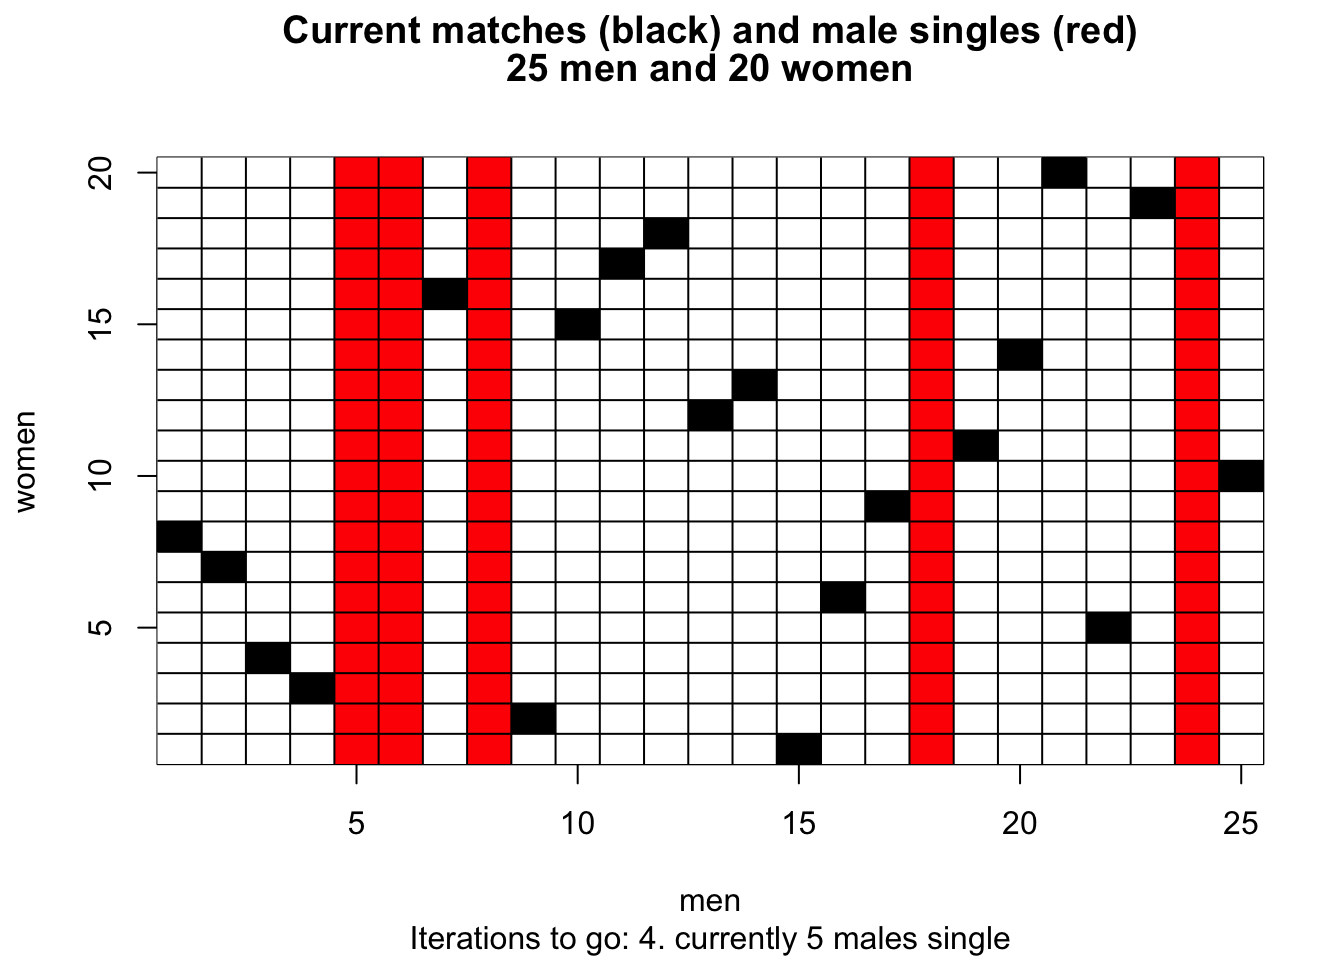 Current matches (black) and male singles (red)
25 men and 20 women
20
15
10
5
women
5 10 15 20 25
men
Iterations to go: 4. currently 5 males single